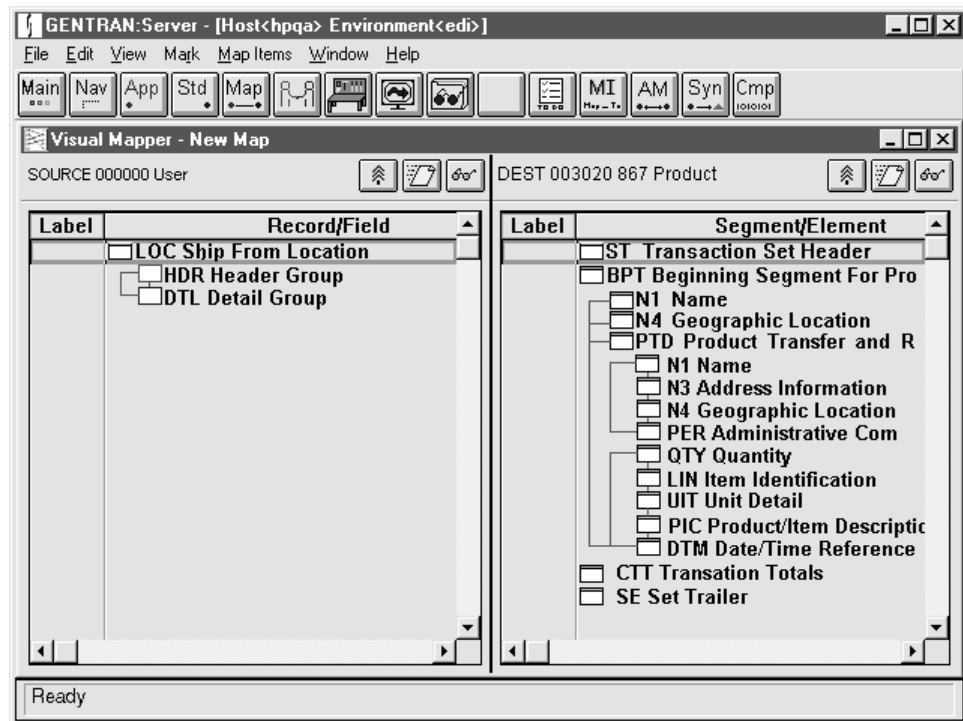 GENTRAN:Server - [Host<hpqa> Environment<edi>]
File Edit View Mark Map Items Window Help
Main Nav App Std Map TO DO MI Map - To AM Syn Cmp
IOIOIOI
Visual Mapper - New Map
SOURCE 000000 User
DEST 003020 867 Product
Label Record/Field
LOC Ship From Location
HDR Header Group
DTL Detail Group
Label Segment/Element
ST Transaction Set Header
BPT Beginning Segment For Pro
N1 Name
N4 Geographic Location
PTD Product Transfer and R
N1 Name
N3 Address Information
N4 Geographic Location
PER Administrative Com
QTY Quantity
LIN Item Identification
UIT Unit Detail
PIC Product/Item Descriptic
DTM Date/Time Reference
CTT Transation Totals
SE Set Trailer
Ready